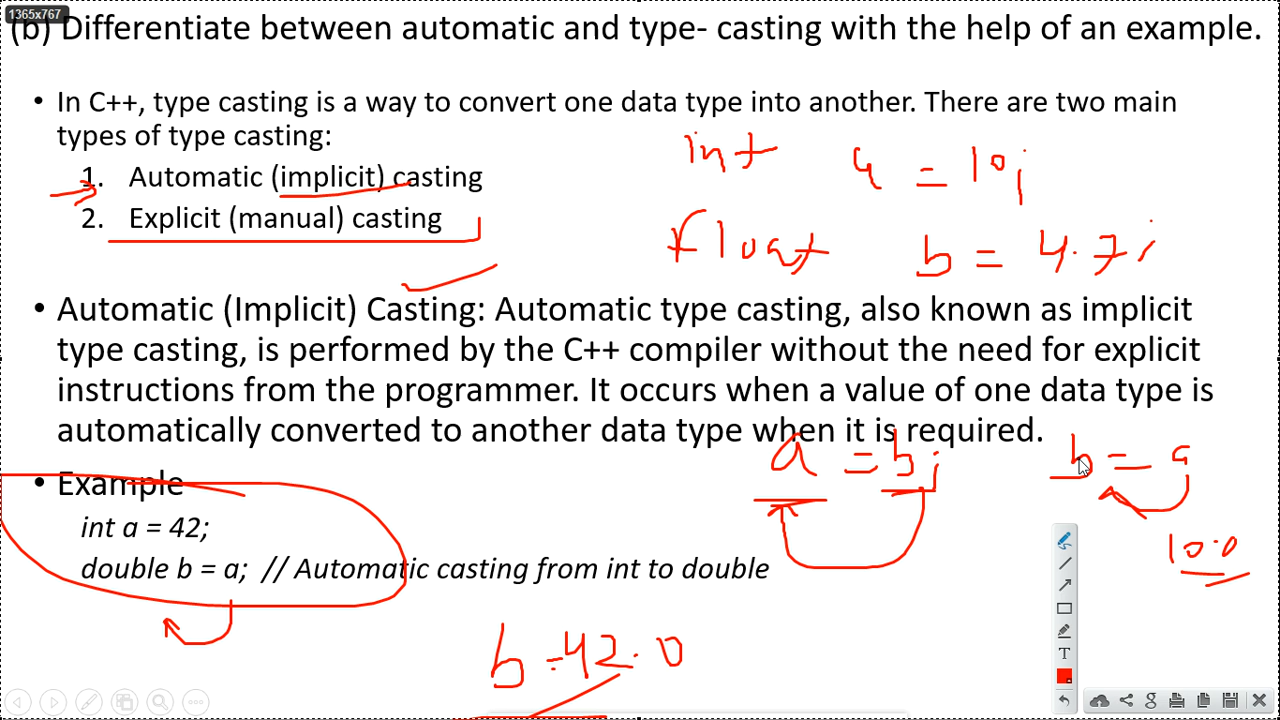 1365x767
(b) Differentiate between automatic and type- casting with the help of an example.
• In C++, type casting is a way to convert one data type into another. There are two main
types of type casting:
1. Automatic (implicit) casting
2. Explicit (manual) casting
int a = 10;
float b = 4.7;
• Automatic (Implicit) Casting: Automatic type casting, also known as implicit
type casting, is performed by the C++ compiler without the need for explicit
instructions from the programmer. It occurs when a value of one data type is
automatically converted to another data type when it is required.
a = b;
b = a
• Example
int a = 42;
10.0
double b = a; // Automatic casting from int to double
b = 42.0
T
g